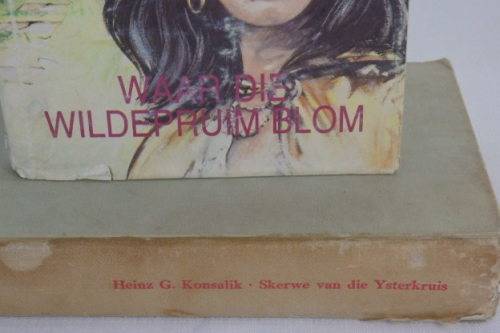 WAAR DIE
WILDEPRUIM BLOM
Heinz G. Konsalik · Skerwe van die Ysterkruis